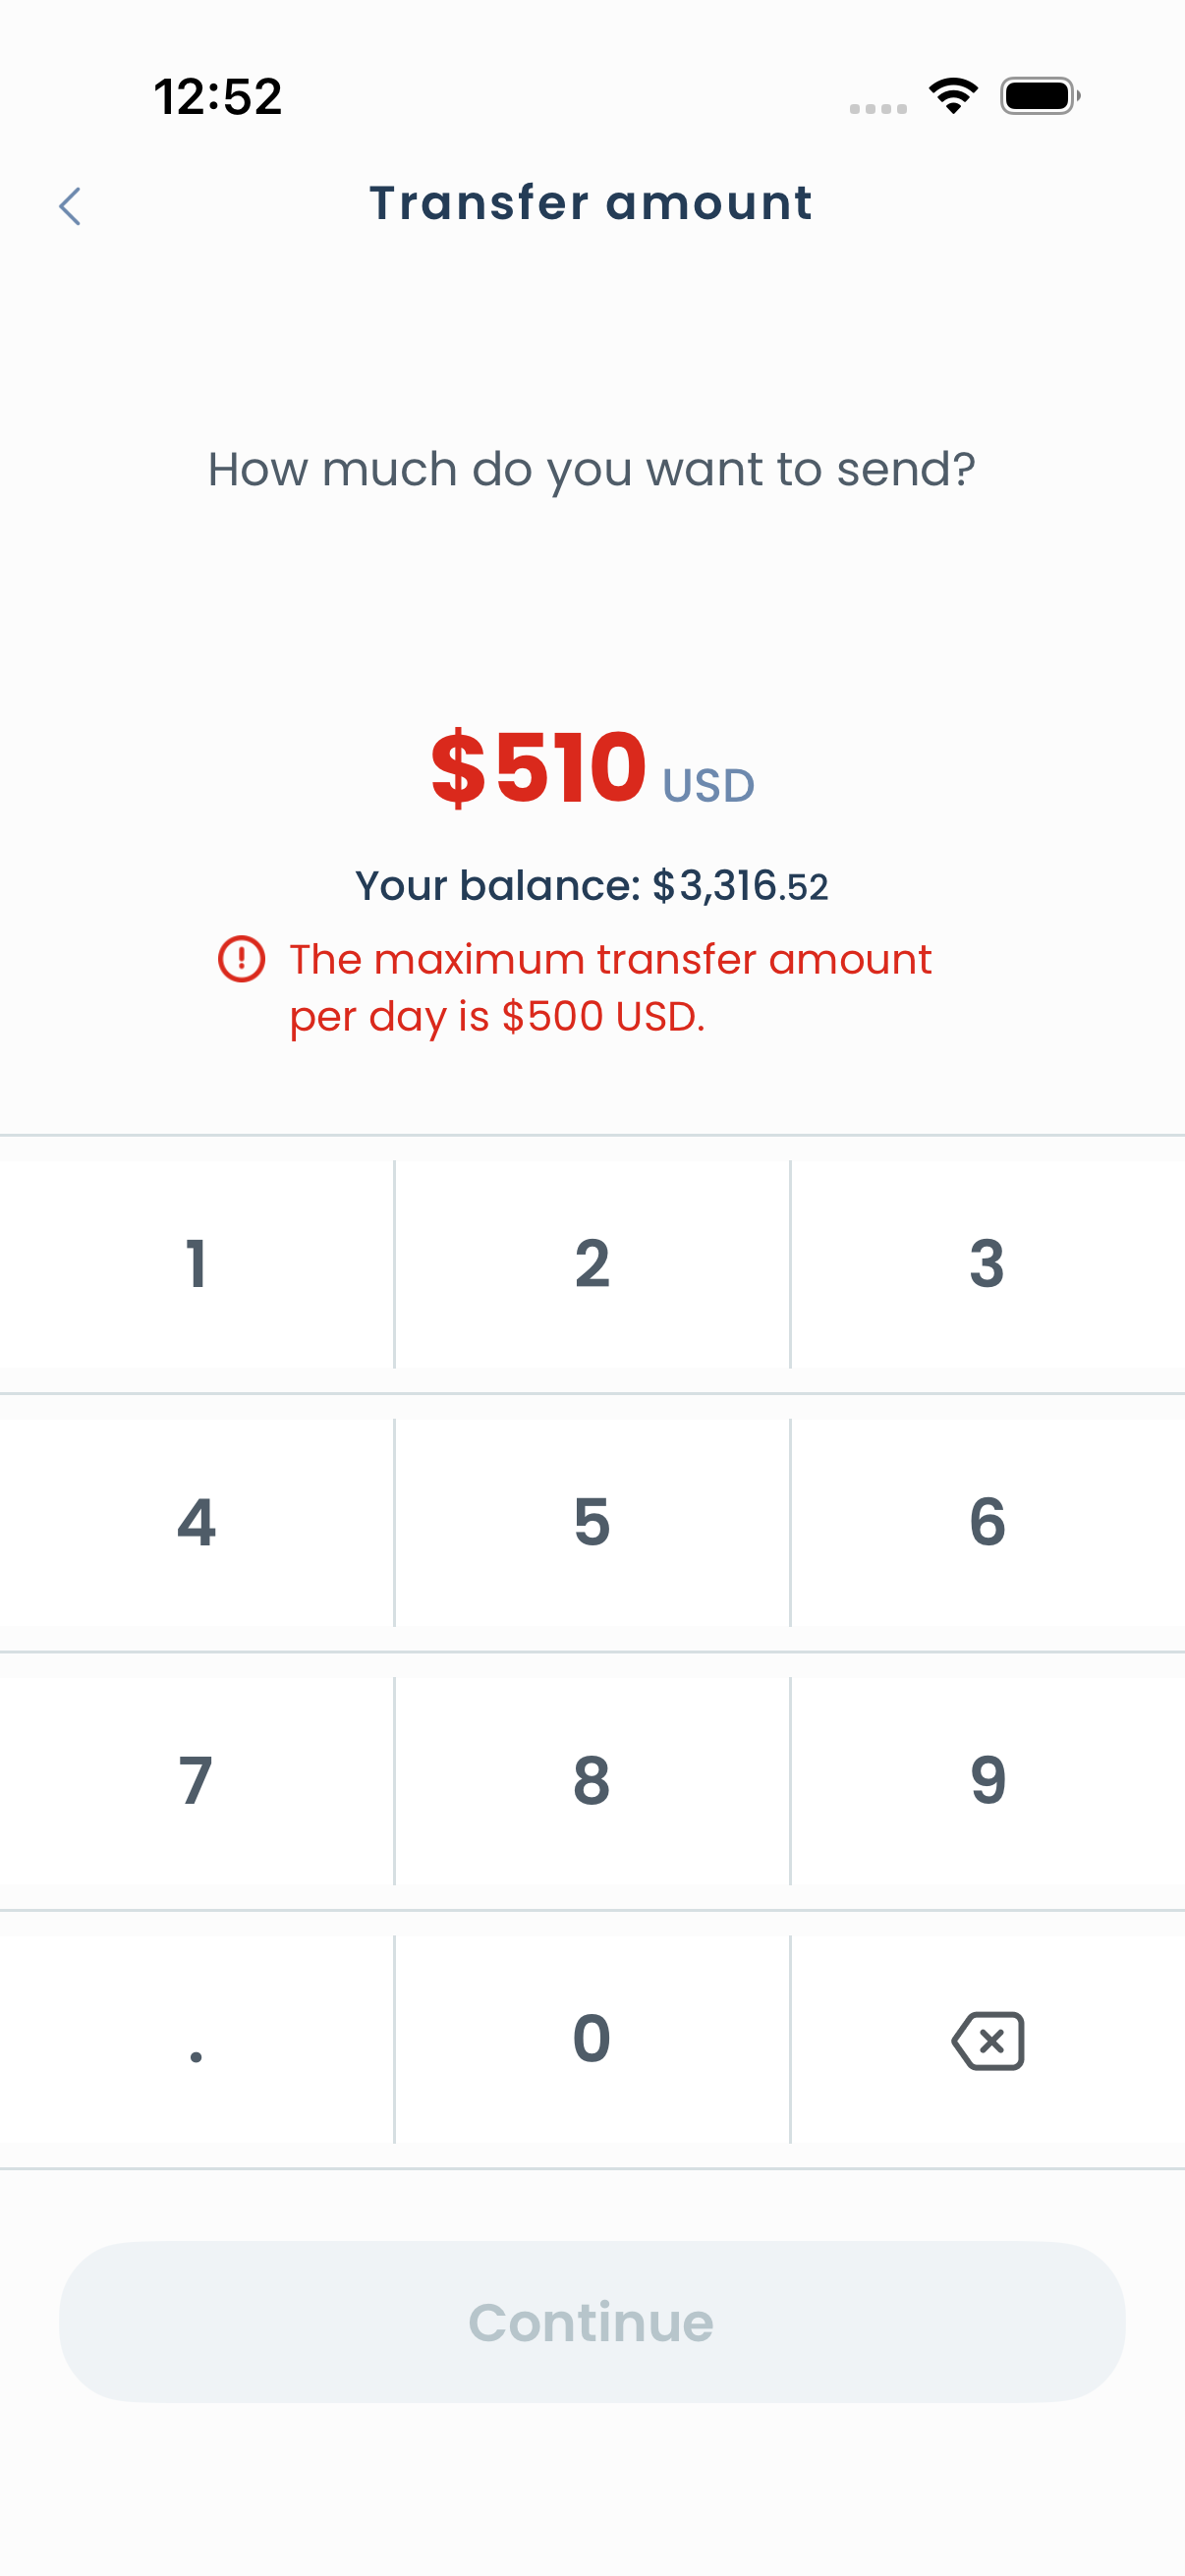 12:52
Transfer amount
How much do you want to send?
$510 USD
Your balance: $3,316.52
The maximum transfer amount
per day is $500 USD.
1 2 3
4 5 6
7 8 9
. 0
Continue